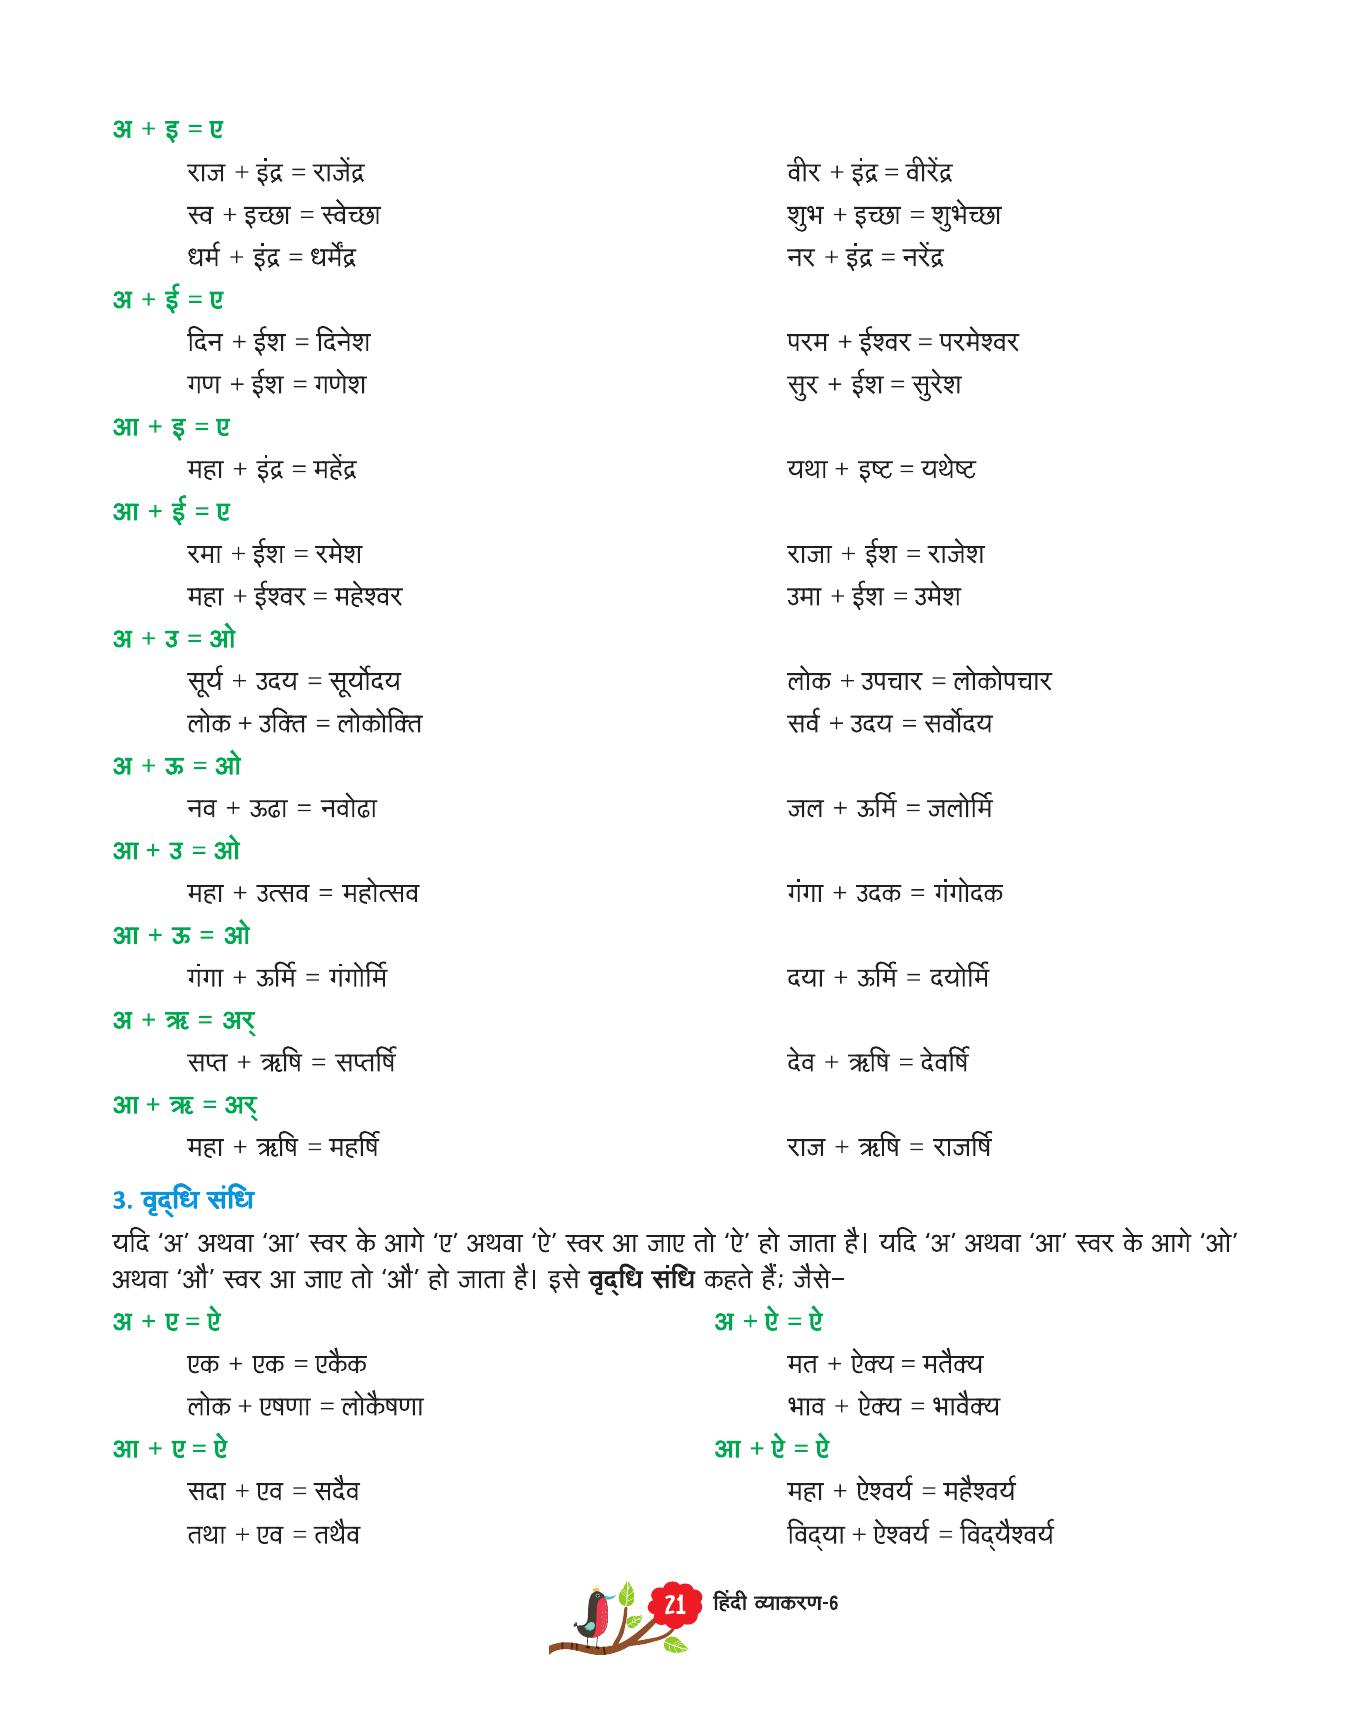 अ + इ = ए
राज + इंद्र = राजेंद्र वीर + इंद्र = वीरेंद्र
स्व + इच्छा = स्वेच्छा शुभ + इच्छा = शुभेच्छा
धर्म + इंद्र = धर्मेंद्र नर + इंद्र = नरेंद्र
अ + ई = ए
दिन + ईश = दिनेश परम + ईश्वर = परमेश्वर
गण + ईश = गणेश सुर + ईश = सुरेश
आ + इ = ए
महा + इंद्र = महेंद्र यथा + इष्ट = यथेष्ट
आ + ई = ए
रमा + ईश = रमेश राजा + ईश = राजेश
महा + ईश्वर = महेश्वर उमा + ईश = उमेश
अ + उ = ओ
सूर्य + उदय = सूर्योदय लोक + उपचार = लोकोपचार
लोक + उक्ति = लोकोक्ति सर्व + उदय = सर्वोदय
अ + ऊ = ओ
नव + ऊढा = नवोढा जल + ऊर्मि = जलोर्मि
आ + उ = ओ
महा + उत्सव = महोत्सव गंगा + उदक = गंगोदक
आ + ऊ = ओ
गंगा + ऊर्मि = गंगोर्मि दया + ऊर्मि = दयोर्मि
अ + ऋ = अर्
सप्त + ऋषि = सप्तर्षि देव + ऋषि = देवर्षि
आ + ऋ = अर्
महा + ऋषि = महर्षि राज + ऋषि = राजर्षि
3. वृद्‌धि संधि
यदि ‘अ’ अथवा ‘आ’ स्वर के आगे ‘ए’ अथवा ‘ऐ’ स्वर आ जाए तो ‘ऐ’ हो जाता है। यदि ‘अ’ अथवा ‘आ’ स्वर के आगे ‘ओ’
अथवा ‘औ’ स्वर आ जाए तो ‘औ’ हो जाता है। इसे वृद्‌धि संधि कहते हैं; जैसे–
अ + ए = ऐ अ + ऐ = ऐ
एक + एक = एकैक मत + ऐक्य = मतैक्य
लोक + एषणा = लोकैषणा भाव + ऐक्य = भावैक्य
आ + ए = ऐ आ + ऐ = ऐ
सदा + एव = सदैव महा + ऐश्वर्य = महैश्वर्य
तथा + एव = तथैव विद्‌या + ऐश्वर्य = विद्‌यैश्वर्य
21 हिंदी व्याकरण-6